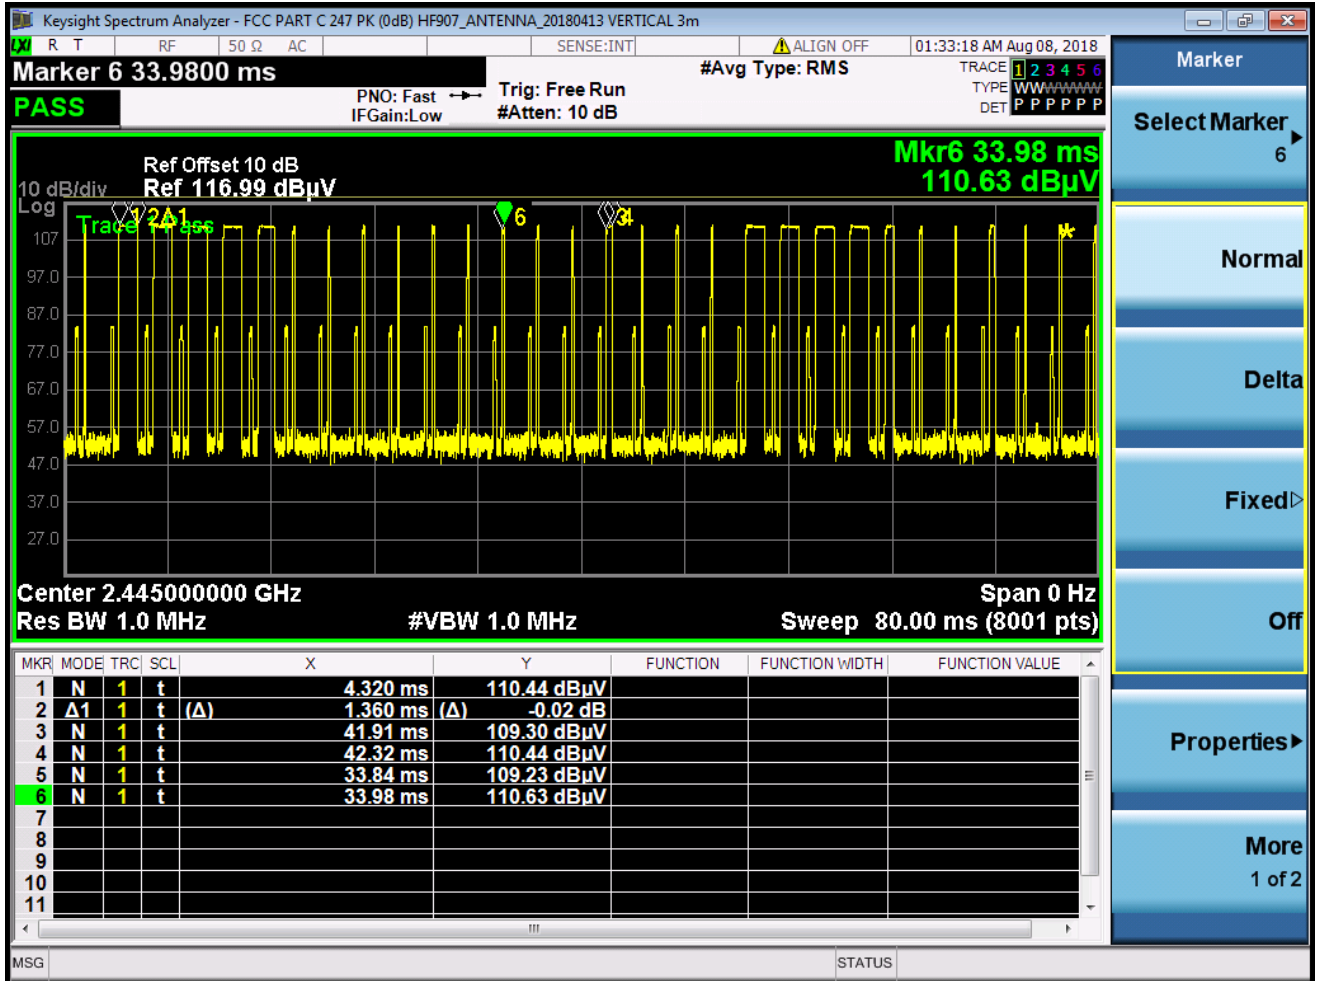 Keysight Spectrum Analyzer - FCC PART C 247 PK (0dB) HF907_ANTENNA_20180413 VERTICAL 3m
LXI R T RF 50 Ω AC SENSE:INT ALIGN OFF 01:33:18 AM Aug 08, 2018
Marker 6 33.9800 ms
PASS
PNO: Fast
IFGain:Low
Trig: Free Run
#Atten: 10 dB
#Avg Type: RMS
TRACE 1 2 3 4 5 6
TYPE WWWWWW
DET P P P P P P
Mkr6 33.98 ms
110.63 dBµV
Ref Offset 10 dB
10 dB/div Ref 116.99 dBµV
Log
Trace 1 Pass
1 2Δ1 6 3 4
107
97.0
87.0
77.0
67.0
57.0
47.0
37.0
27.0
Center 2.445000000 GHz Span 0 Hz
Res BW 1.0 MHz #VBW 1.0 MHz Sweep 80.00 ms (8001 pts)
MKR MODE TRC SCL X Y FUNCTION FUNCTION WIDTH FUNCTION VALUE
1 N 1 t 4.320 ms 110.44 dBµV
2 Δ1 1 t (Δ) 1.360 ms (Δ) -0.02 dB
3 N 1 t 41.91 ms 109.30 dBµV
4 N 1 t 42.32 ms 110.44 dBµV
5 N 1 t 33.84 ms 109.23 dBµV
6 N 1 t 33.98 ms 110.63 dBµV
7
8
9
10
11
MSG STATUS
Marker
Select Marker
6
Normal
Delta
Fixed
Off
Properties
More
1 of 2